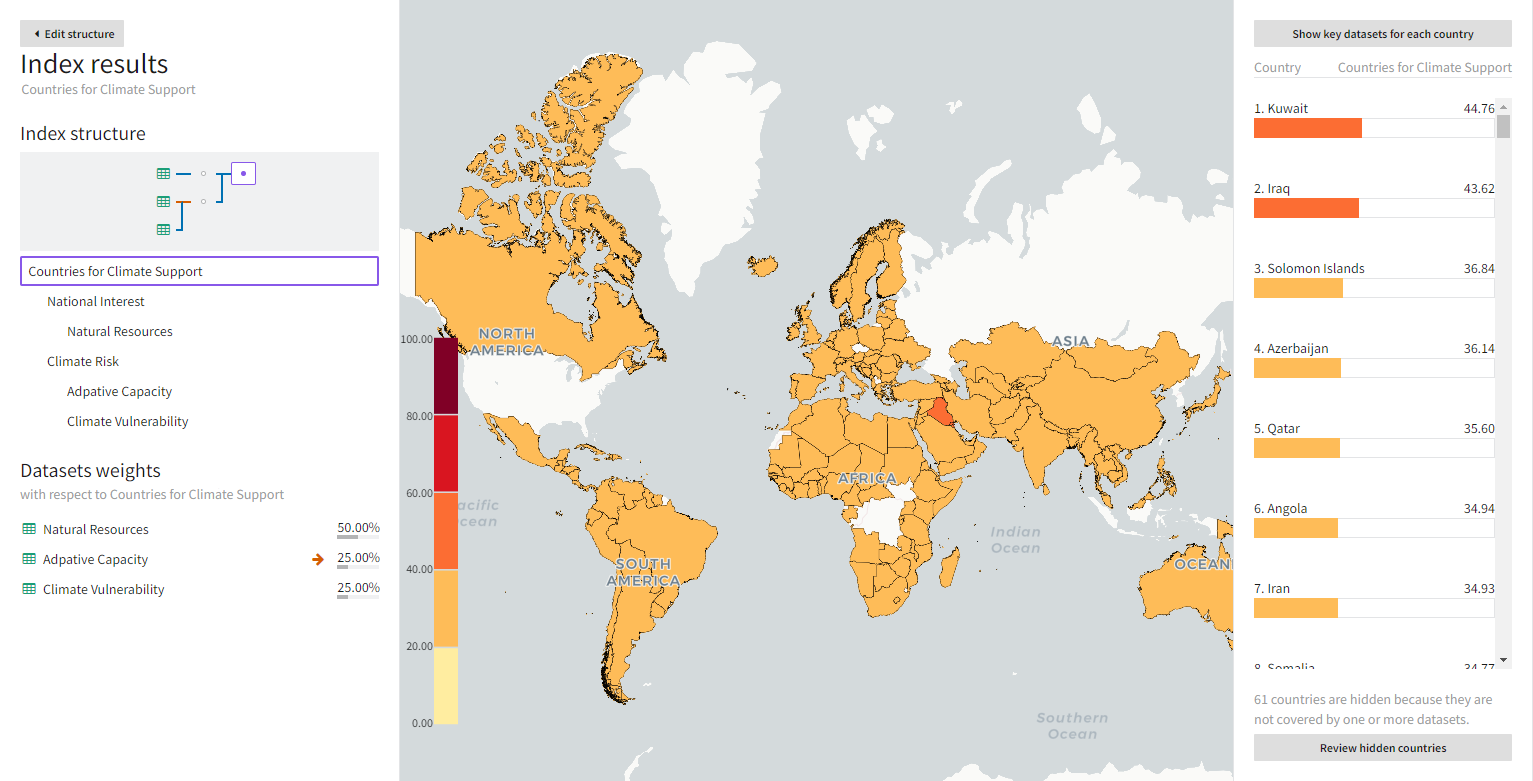 Edit structure
Index results
Countries for Climate Support
Index structure
Countries for Climate Support
National Interest
Natural Resources
Climate Risk
Adpative Capacity
Climate Vulnerability
Datasets weights
with respect to Countries for Climate Support
Natural Resources 50.00%
Adpative Capacity 25.00%
Climate Vulnerability 25.00%
100.00
80.00
60.00
40.00
20.00
0.00
NORTH
AMERICA
ASIA
AFRICA
acific
cean
Indian
Ocean
SOUTH
AMERICA
OCEAN
Southern
Ocean
Show key datasets for each country
Country Countries for Climate Support
1. Kuwait 44.76
2. Iraq 43.62
3. Solomon Islands 36.84
4. Azerbaijan 36.14
5. Qatar 35.60
6. Angola 34.94
7. Iran 34.93
8. Somalia 34.77
61 countries are hidden because they are
not covered by one or more datasets.
Review hidden countries